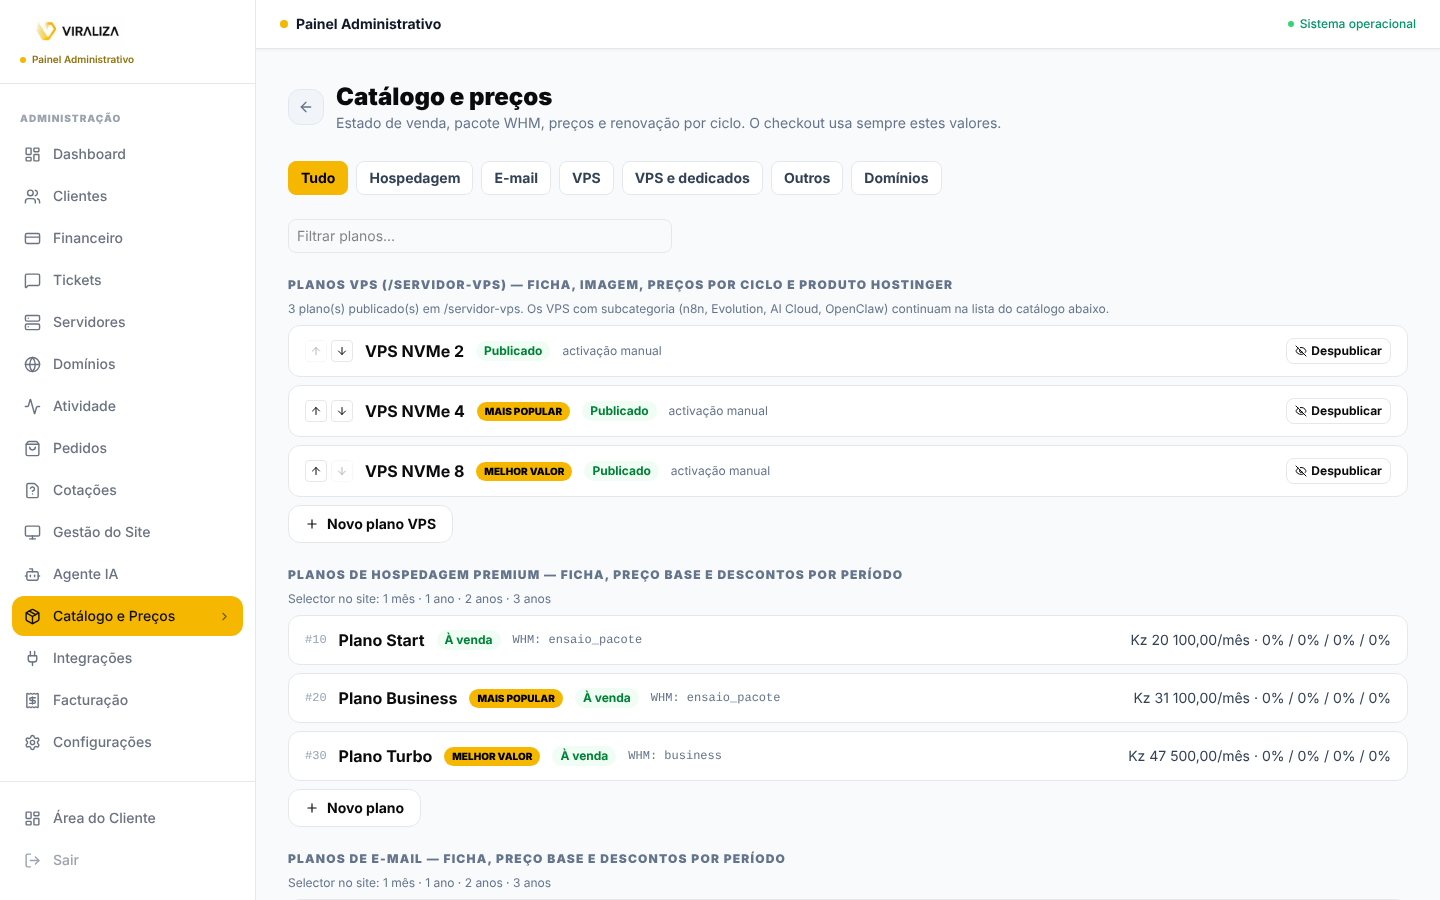 VIRALIZA
Painel Administrativo
ADMINISTRAÇÃO
Dashboard
Clientes
Financeiro
Tickets
Servidores
Domínios
Atividade
Pedidos
Cotações
Gestão do Site
Agente IA
Catálogo e Preços
Integrações
Facturação
Configurações
Área do Cliente
Sair
Painel Administrativo
Sistema operacional
Catálogo e preços
Estado de venda, pacote WHM, preços e renovação por ciclo. O checkout usa sempre estes valores.
Tudo Hospedagem E-mail VPS VPS e dedicados Outros Domínios
Filtrar planos...
PLANOS VPS (/SERVIDOR-VPS) — FICHA, IMAGEM, PREÇOS POR CICLO E PRODUTO HOSTINGER
3 plano(s) publicado(s) em /servidor-vps. Os VPS com subcategoria (n8n, Evolution, AI Cloud, OpenClaw) continuam na lista do catálogo abaixo.
VPS NVMe 2 Publicado activação manual Despublicar
VPS NVMe 4 MAIS POPULAR Publicado activação manual Despublicar
VPS NVMe 8 MELHOR VALOR Publicado activação manual Despublicar
Novo plano VPS
PLANOS DE HOSPEDAGEM PREMIUM — FICHA, PREÇO BASE E DESCONTOS POR PERÍODO
Selector no site: 1 mês · 1 ano · 2 anos · 3 anos
#10 Plano Start À venda WHM: ensaio_pacote Kz 20 100,00/mês · 0% / 0% / 0% / 0%
#20 Plano Business MAIS POPULAR À venda WHM: ensaio_pacote Kz 31 100,00/mês · 0% / 0% / 0% / 0%
#30 Plano Turbo MELHOR VALOR À venda WHM: business Kz 47 500,00/mês · 0% / 0% / 0% / 0%
Novo plano
PLANOS DE E-MAIL — FICHA, PREÇO BASE E DESCONTOS POR PERÍODO
Selector no site: 1 mês · 1 ano · 2 anos · 3 anos